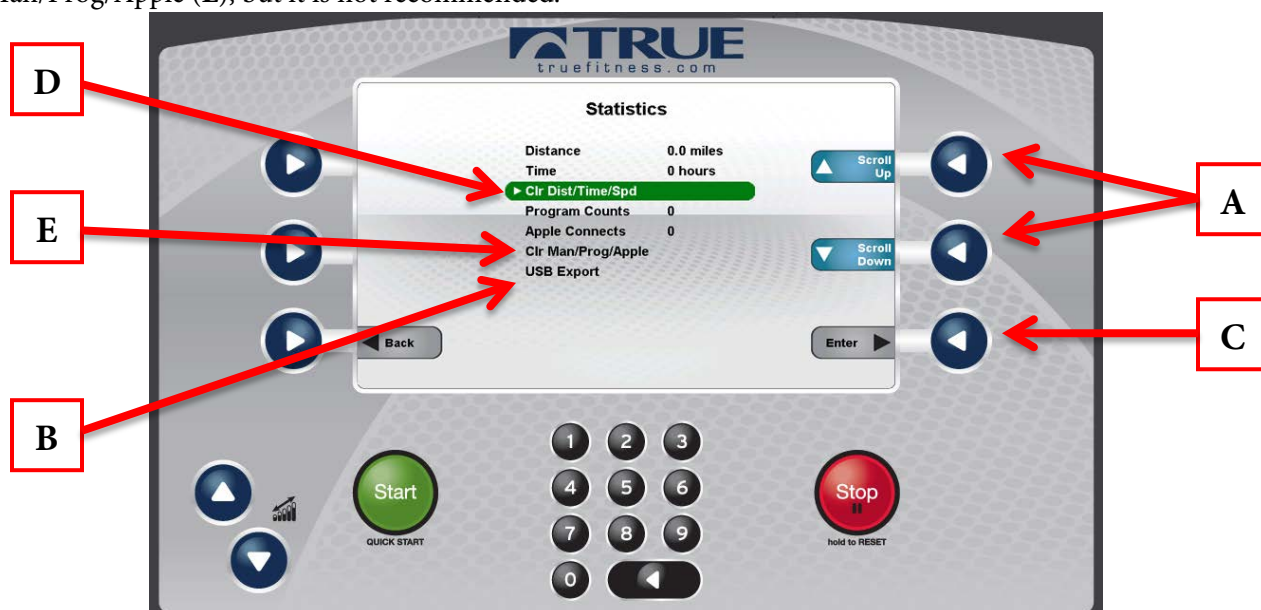 Man/Prog/Apple (E), but it is not recommended.
TRUE
truefitness.com
D
Statistics
Distance 0.0 miles
Scroll Up
Time 0 hours
Clr Dist/Time/Spd
A
Program Counts 0
E
Apple Connects 0
Clr Man/Prog/Apple
Scroll Down
USB Export
Back
Enter
C
B
1 2 3
Start
4 5 6
Stop
QUICK START
7 8 9
hold to RESET
0